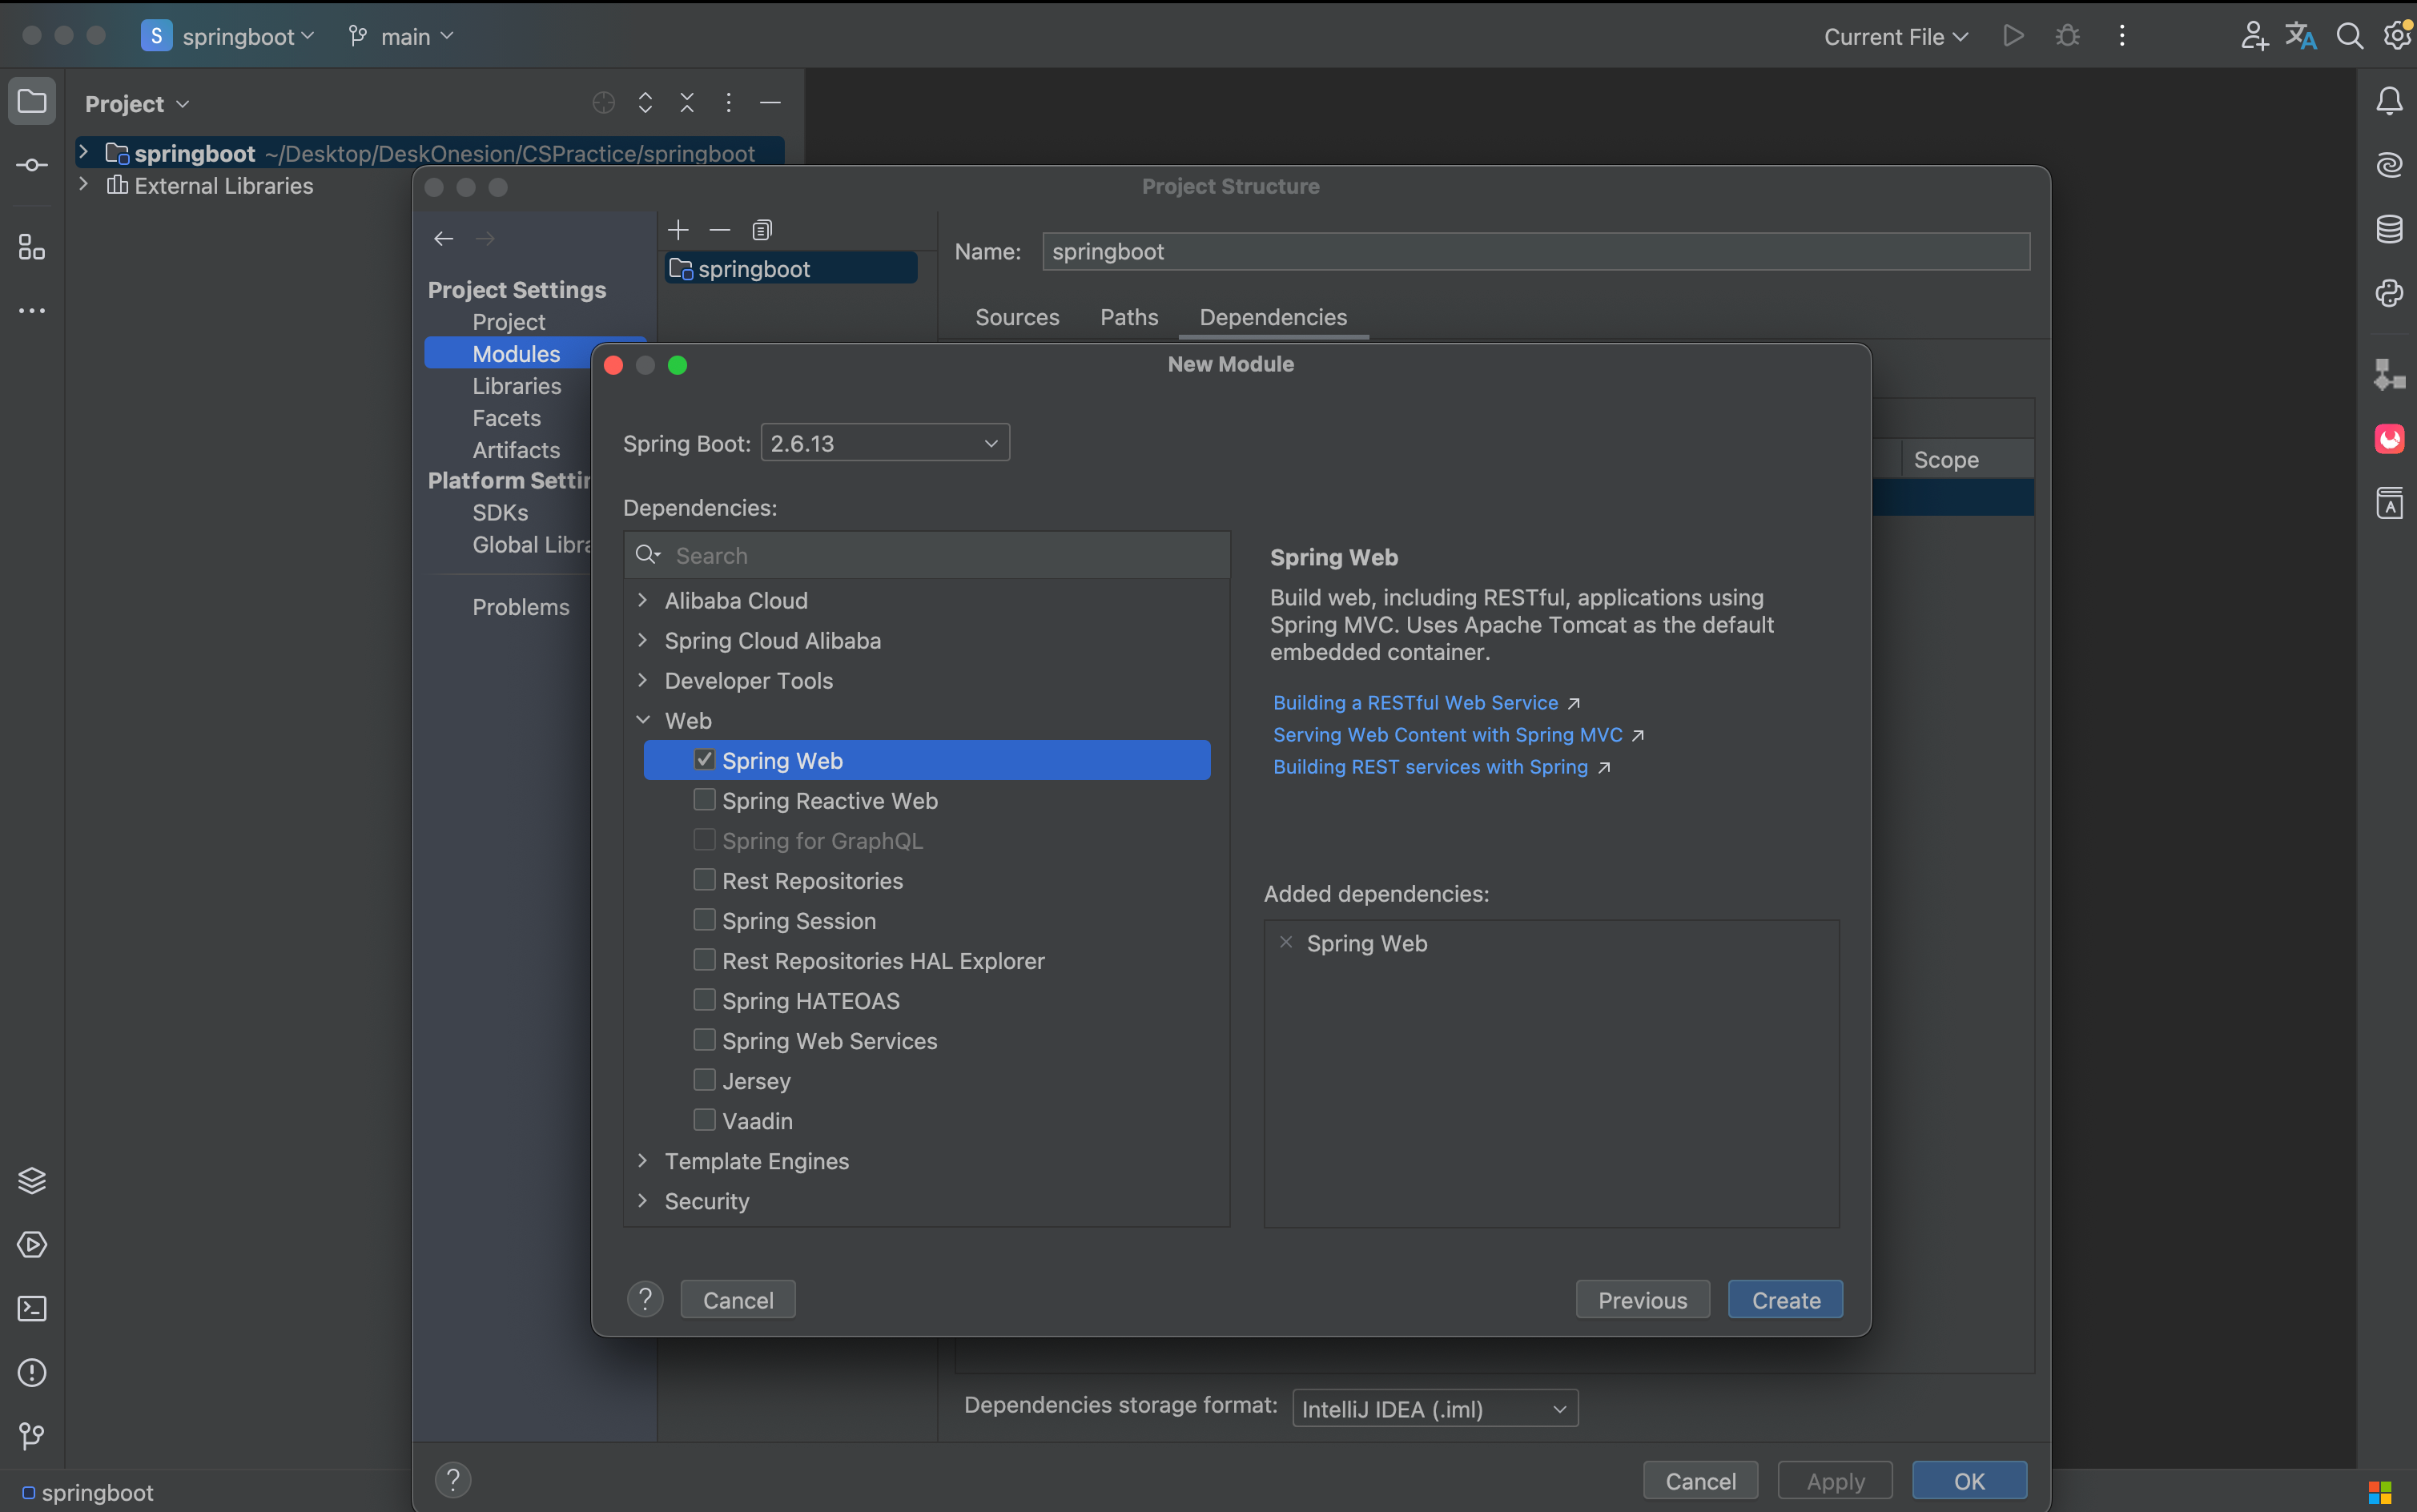 S springboot main Current File
Project
springboot ~/Desktop/DeskOnesion/CSPractice/springboot
External Libraries
Project Structure
Project Settings
Project
Modules
Libraries
Facets
Artifacts
Platform Settin
SDKs
Global Libra
Problems
springboot
Name: springboot
Sources Paths Dependencies
Scope
New Module
Spring Boot: 2.6.13
Dependencies:
Search
Alibaba Cloud
Spring Cloud Alibaba
Developer Tools
Web
Spring Web
Spring Reactive Web
Spring for GraphQL
Rest Repositories
Spring Session
Rest Repositories HAL Explorer
Spring HATEOAS
Spring Web Services
Jersey
Vaadin
Template Engines
Security
Spring Web
Build web, including RESTful, applications using
Spring MVC. Uses Apache Tomcat as the default
embedded container.
Building a RESTful Web Service ↗
Serving Web Content with Spring MVC ↗
Building REST services with Spring ↗
Added dependencies:
Spring Web
? Cancel Previous Create
Dependencies storage format: IntelliJ IDEA (.iml)
? Cancel Apply OK
springboot